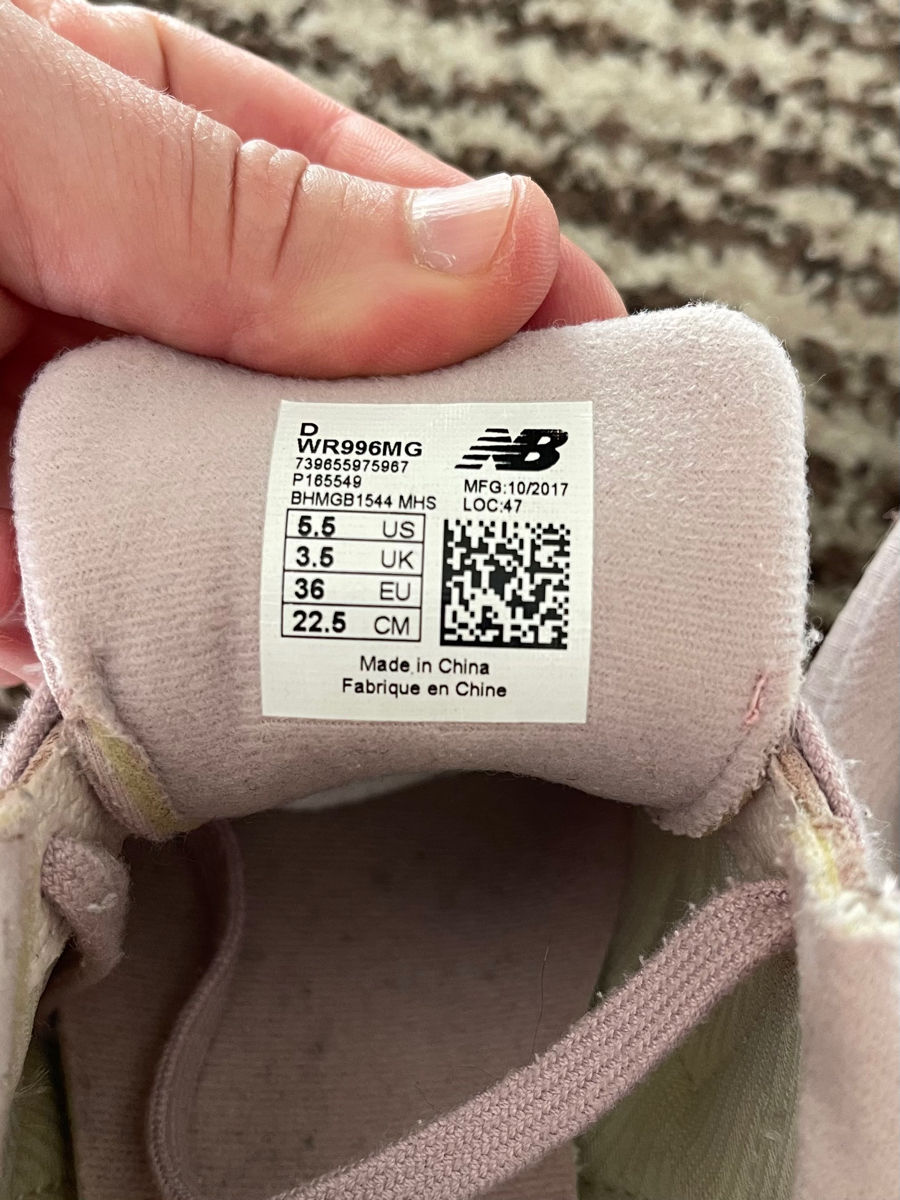 D
WR996MG
739655975967
P165549
BHMGB1544 MHS
NB
MFG:10/2017
LOC:47
5.5 US
3.5 UK
36 EU
22.5 CM
Made in China
Fabrique en Chine